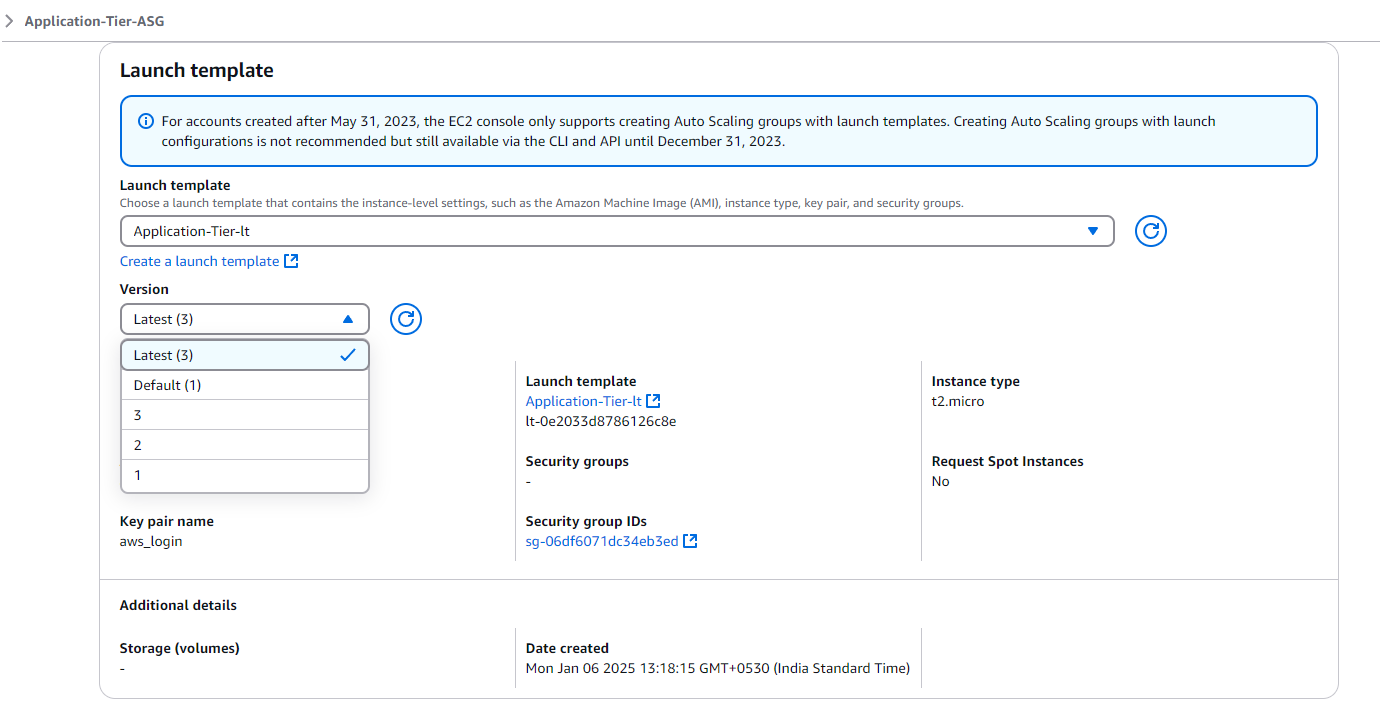 Application-Tier-ASG
Launch template
For accounts created after May 31, 2023, the EC2 console only supports creating Auto Scaling groups with launch templates. Creating Auto Scaling groups with launch
configurations is not recommended but still available via the CLI and API until December 31, 2023.
Launch template
Choose a launch template that contains the instance-level settings, such as the Amazon Machine Image (AMI), instance type, key pair, and security groups.
Application-Tier-lt
Create a launch template
Version
Latest (3)
Latest (3)
Default (1)
3
2
1
Launch template
Application-Tier-lt
lt-0e2033d8786126c8e
Instance type
t2.micro
Security groups
-
Request Spot Instances
No
Key pair name
aws_login
Security group IDs
sg-06df6071dc34eb3ed
Additional details
Storage (volumes)
-
Date created
Mon Jan 06 2025 13:18:15 GMT+0530 (India Standard Time)